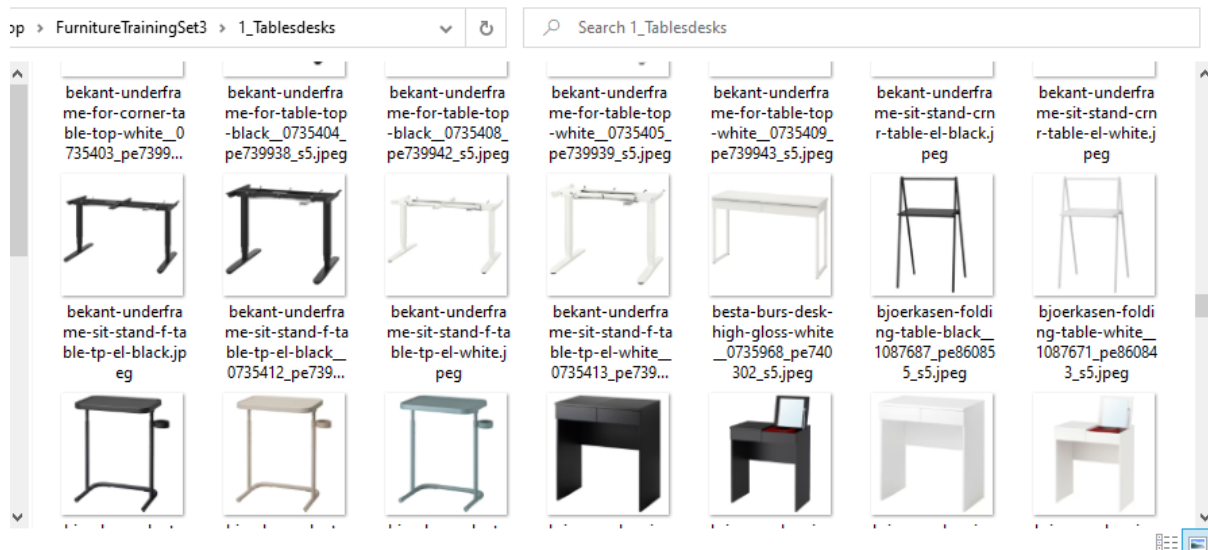 op > FurnitureTrainingSet3 > 1_Tablesdesks
Search 1_Tablesdesks
bekant-underfra
me-for-corner-ta
ble-top-white__0
735403_pe7399...
bekant-underfra
me-for-table-top
-black__0735404_
pe739938_s5.jpeg
bekant-underfra
me-for-table-top
-black__0735408_
pe739942_s5.jpeg
bekant-underfra
me-for-table-top
-white__0735405_
pe739939_s5.jpeg
bekant-underfra
me-for-table-top
-white__0735409_
pe739943_s5.jpeg
bekant-underfra
me-sit-stand-crn
r-table-el-black.j
peg
bekant-underfra
me-sit-stand-crn
r-table-el-white.j
peg
bekant-underfra
me-sit-stand-f-ta
ble-tp-el-black.jp
eg
bekant-underfra
me-sit-stand-f-ta
ble-tp-el-black__
0735412_pe739...
bekant-underfra
me-sit-stand-f-ta
ble-tp-el-white.j
peg
bekant-underfra
me-sit-stand-f-ta
ble-tp-el-white__
0735413_pe739...
besta-burs-desk-
high-gloss-white
__0735968_pe740
302_s5.jpeg
bjoerkasen-foldi
ng-table-black__
1087687_pe86085
5_s5.jpeg
bjoerkasen-foldi
ng-table-white__
1087671_pe86084
3_s5.jpeg